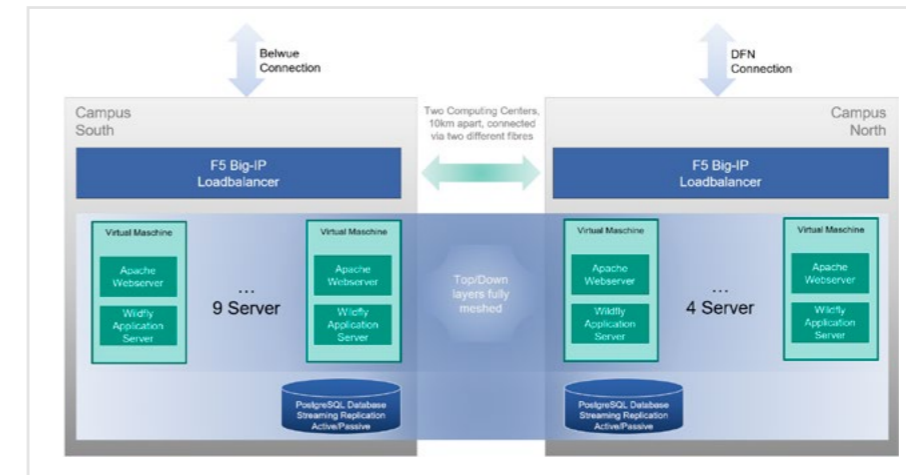 Belwue
Connection
DFN
Connection
Campus
South
Two Computing Centers,
10km apart, connected
via two different fibres
Campus
North
F5 Big-IP
Loadbalancer
F5 Big-IP
Loadbalancer
Virtual Maschine
Apache
Webserver
Wildfly
Application
Server
...
9 Server
Virtual Maschine
Apache
Webserver
Wildfly
Application
Server
Top/Down
layers fully
meshed
Virtual Maschine
Apache
Webserver
Wildfly
Application
Server
...
4 Server
Virtual Maschine
Apache
Webserver
Wildfly
Application
Server
PostgreSQL Database
Streaming Replication
Active/Passive
PostgreSQL Database
Streaming Replication
Active/Passive